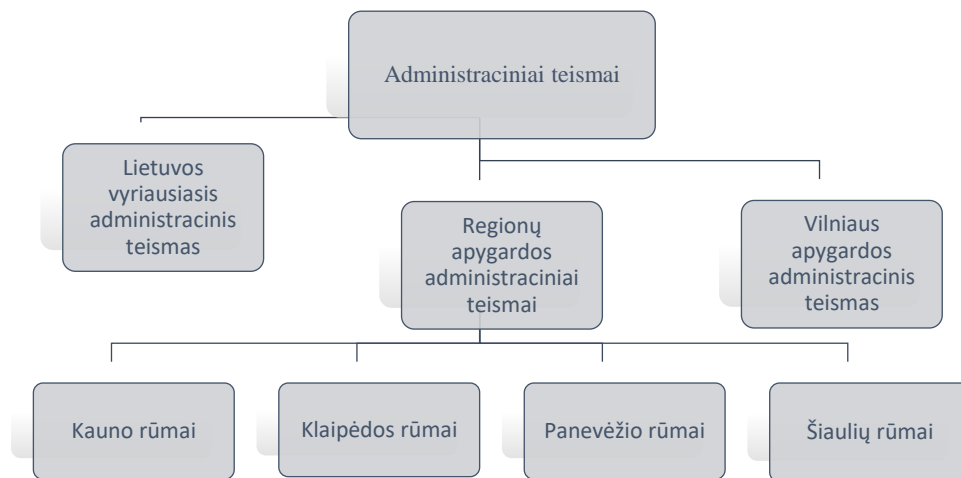 Administraciniai teismai
Lietuvos
vyriausiasis
administracinis
teismas
Regionų
apygardos
administraciniai
teismai
Vilniaus
apygardos
administracinis
teismas
Kauno rūmai
Klaipėdos rūmai
Panevėžio rūmai
Šiaulių rūmai